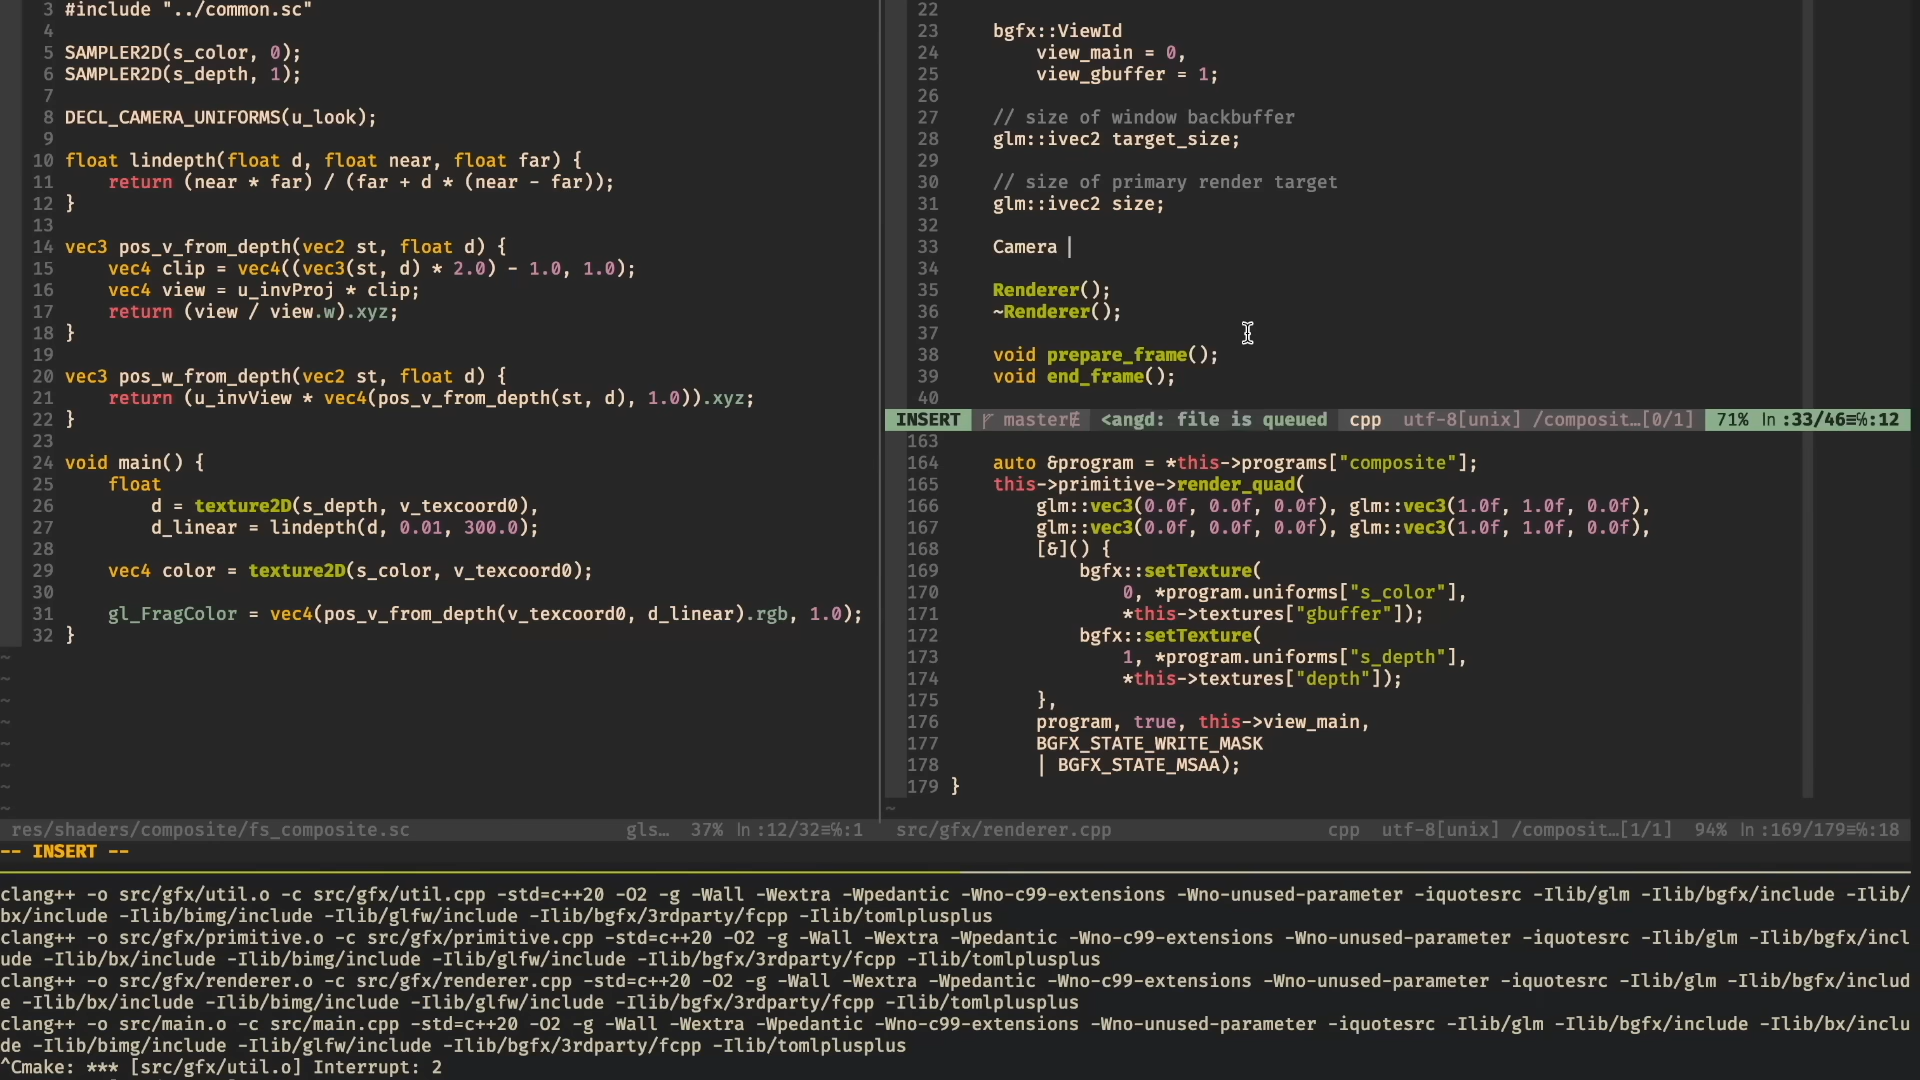 3 #include "../common.sc"
4
5 SAMPLER2D(s_color, 0);
6 SAMPLER2D(s_depth, 1);
7
8 DECL_CAMERA_UNIFORMS(u_look);
9
10 float lindepth(float d, float near, float far) {
11     return (near * far) / (far + d * (near - far));
12 }
13
14 vec3 pos_v_from_depth(vec2 st, float d) {
15     vec4 clip = vec4((vec3(st, d) * 2.0) - 1.0, 1.0);
16     vec4 view = u_invProj * clip;
17     return (view / view.w).xyz;
18 }
19
20 vec3 pos_w_from_depth(vec2 st, float d) {
21     return (u_invView * vec4(pos_v_from_depth(st, d), 1.0)).xyz;
22 }
23
24 void main() {
25     float
26         d = texture2D(s_depth, v_texcoord0),
27         d_linear = lindepth(d, 0.01, 300.0);
28
29     vec4 color = texture2D(s_color, v_texcoord0);
30
31     gl_FragColor = vec4(pos_v_from_depth(v_texcoord0, d_linear).rgb, 1.0);
32 }
~
~
~
~
~
~
~
~
res/shaders/composite/fs_composite.sc gls… 37% ln :12/32≡℅:1
22
23     bgfx::ViewId
24         view_main = 0,
25         view_gbuffer = 1;
26
27     // size of window backbuffer
28     glm::ivec2 target_size;
29
30     // size of primary render target
31     glm::ivec2 size;
32
33     Camera
34
35     Renderer();
36     ~Renderer();
37
38     void prepare_frame();
39     void end_frame();
40
INSERT master <angd: file is queued cpp utf-8[unix] /composit…[0/1] 71% ln :33/46≡℅:12
163
164     auto &program = *this->programs["composite"];
165     this->primitive->render_quad(
166         glm::vec3(0.0f, 0.0f, 0.0f), glm::vec3(1.0f, 1.0f, 0.0f),
167         glm::vec3(0.0f, 0.0f, 0.0f), glm::vec3(1.0f, 1.0f, 0.0f),
168         [&]() {
169             bgfx::setTexture(
170                 0, *program.uniforms["s_color"],
171                 *this->textures["gbuffer"]);
172             bgfx::setTexture(
173                 1, *program.uniforms["s_depth"],
174                 *this->textures["depth"]);
175         },
176         program, true, this->view_main,
177         BGFX_STATE_WRITE_MASK
178         | BGFX_STATE_MSAA);
179 }
~
src/gfx/renderer.cpp cpp utf-8[unix] /composit…[1/1] 94% ln :169/179≡℅:18
-- INSERT --
clang++ -o src/gfx/util.o -c src/gfx/util.cpp -std=c++20 -O2 -g -Wall -Wextra -Wpedantic -Wno-c99-extensions -Wno-unused-parameter -iquotesrc -Ilib/glm -Ilib/bgfx/include -Ilib/
bx/include -Ilib/bimg/include -Ilib/glfw/include -Ilib/bgfx/3rdparty/fcpp -Ilib/tomlplusplus
clang++ -o src/gfx/primitive.o -c src/gfx/primitive.cpp -std=c++20 -O2 -g -Wall -Wextra -Wpedantic -Wno-c99-extensions -Wno-unused-parameter -iquotesrc -Ilib/glm -Ilib/bgfx/incl
ude -Ilib/bx/include -Ilib/bimg/include -Ilib/glfw/include -Ilib/bgfx/3rdparty/fcpp -Ilib/tomlplusplus
clang++ -o src/gfx/renderer.o -c src/gfx/renderer.cpp -std=c++20 -O2 -g -Wall -Wextra -Wpedantic -Wno-c99-extensions -Wno-unused-parameter -iquotesrc -Ilib/glm -Ilib/bgfx/includ
e -Ilib/bx/include -Ilib/bimg/include -Ilib/glfw/include -Ilib/bgfx/3rdparty/fcpp -Ilib/tomlplusplus
clang++ -o src/main.o -c src/main.cpp -std=c++20 -O2 -g -Wall -Wextra -Wpedantic -Wno-c99-extensions -Wno-unused-parameter -iquotesrc -Ilib/glm -Ilib/bgfx/include -Ilib/bx/inclu
de -Ilib/bimg/include -Ilib/glfw/include -Ilib/bgfx/3rdparty/fcpp -Ilib/tomlplusplus
^Cmake: *** [src/gfx/util.o] Interrupt: 2